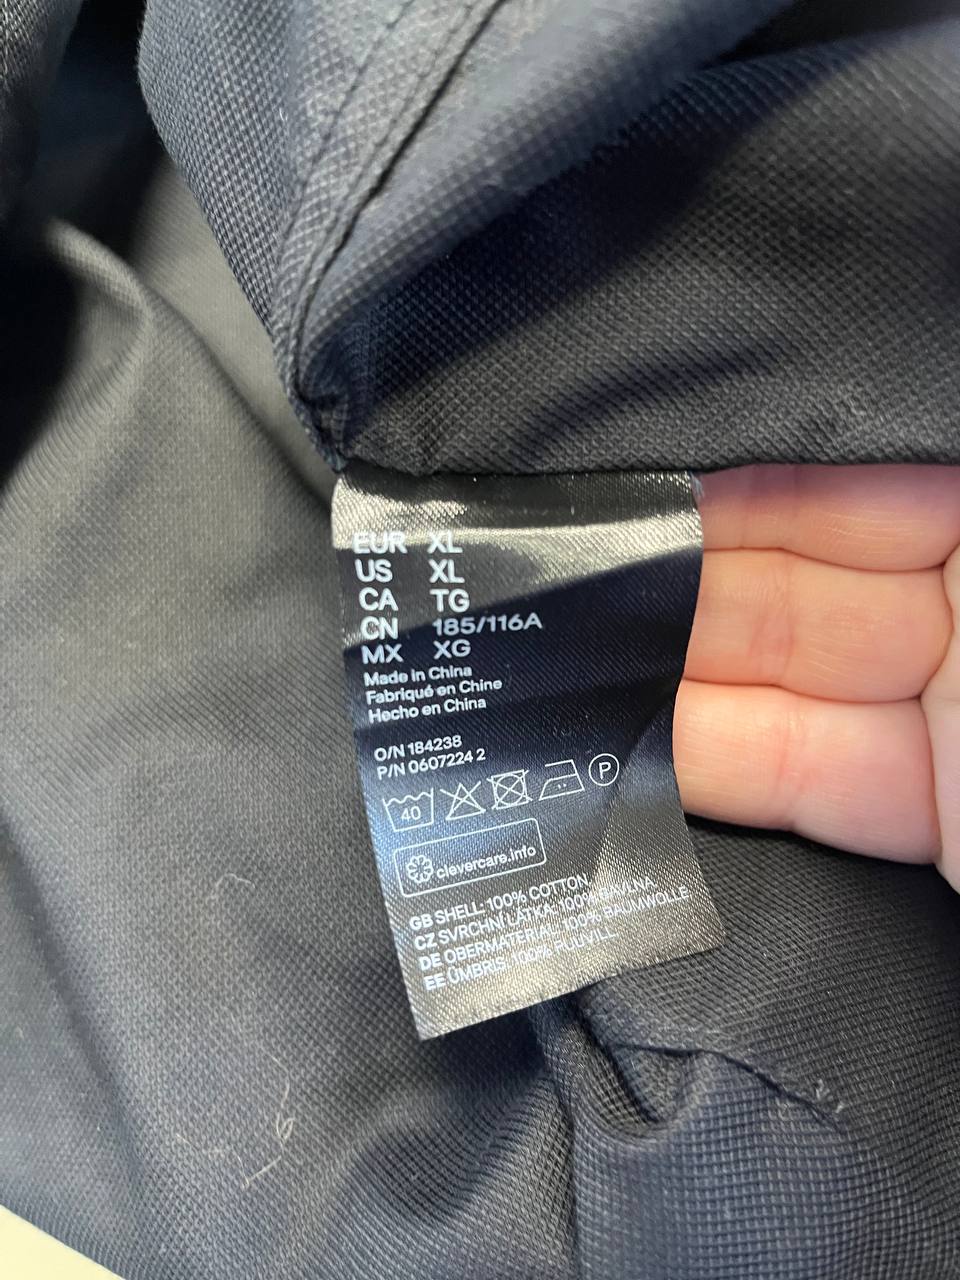 EUR XL
US XL
CA TG
CN 185/116A
MX XG
Made in China
Fabriqué en Chine
Hecho en China
O/N 184238
P/N 0607224 2
40
P
clevercare.info
GB SHELL: 100% COTTON
CZ SVRCHNÍ LÁTKA: 100% BAVLNA
DE OBERMATERIAL: 100% BAUMWOLLE
EE ÜMBRIS: 100% PUUVILL